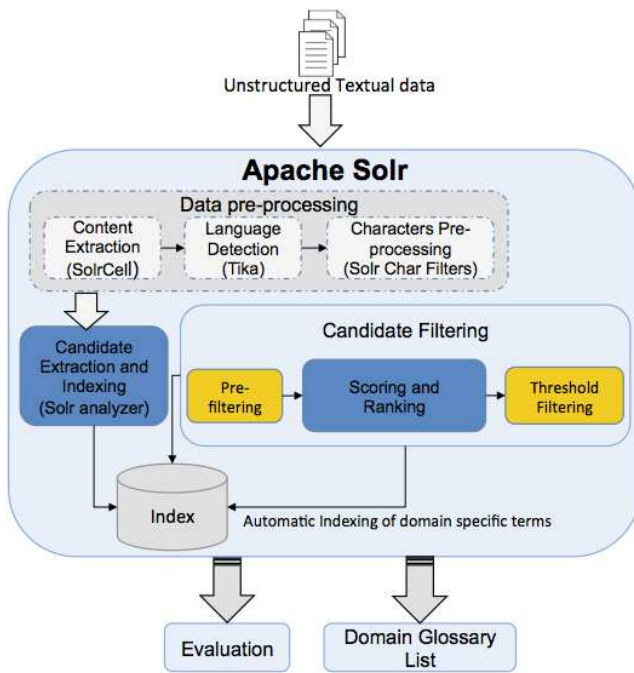 Unstructured Textual data
Apache Solr
Data pre-processing
Content
Extraction
(SolrCell)
Language
Detection
(Tika)
Characters Pre-
processing
(Solr Char Filters)
Candidate
Extraction and
Indexing
(Solr analyzer)
Candidate Filtering
Pre-
filtering
Scoring and
Ranking
Threshold
Filtering
Index
Automatic Indexing of domain specific terms
Evaluation
Domain Glossary
List